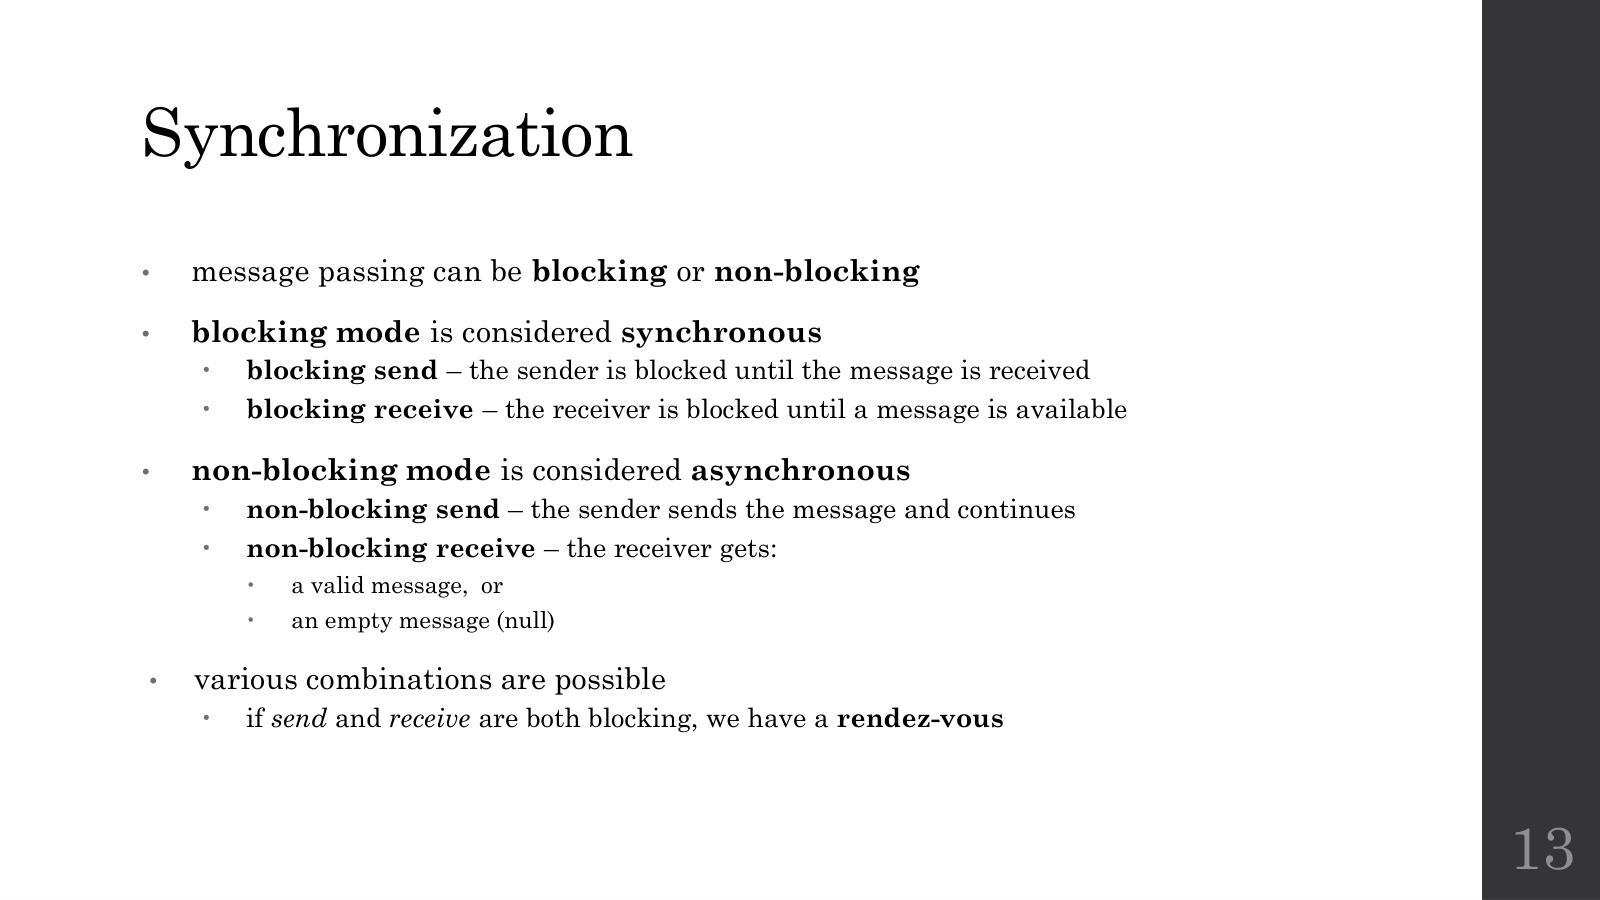 Synchronization
• message passing can be blocking or non-blocking
• blocking mode is considered synchronous
• blocking send – the sender is blocked until the message is received
• blocking receive – the receiver is blocked until a message is available
• non-blocking mode is considered asynchronous
• non-blocking send – the sender sends the message and continues
• non-blocking receive – the receiver gets:
• a valid message,  or
• an empty message (null)
• various combinations are possible
• if send and receive are both blocking, we have a rendez-vous
13